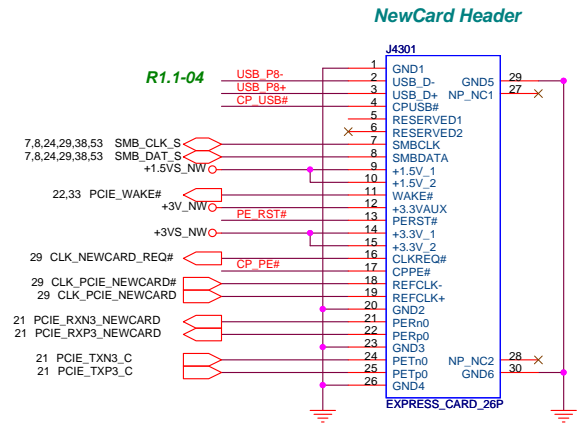 NewCard Header
J4301
R1.1-04
1 GND1
USB_P8- 2 USB_D- GND5 29
USB_P8+ 3 USB_D+ NP_NC1 27
CP_USB# 4 CPUSB#
5 RESERVED1
6 RESERVED2
7,8,24,29,38,53 SMB_CLK_S 7 SMBCLK
7,8,24,29,38,53 SMB_DAT_S 8 SMBDATA
+1.5VS_NW 9 +1.5V_1
10 +1.5V_2
22,33 PCIE_WAKE# 11 WAKE#
+3V_NW 12 +3.3VAUX
PE_RST# 13 PERST#
+3VS_NW 14 +3.3V_1
15 +3.3V_2
29 CLK_NEWCARD_REQ# 16 CLKREQ#
CP_PE# 17 CPPE#
29 CLK_PCIE_NEWCARD# 18 REFCLK-
29 CLK_PCIE_NEWCARD 19 REFCLK+
20 GND2
21 PCIE_RXN3_NEWCARD 21 PERn0
21 PCIE_RXP3_NEWCARD 22 PERp0
23 GND3
21 PCIE_TXN3_C 24 PETn0 NP_NC2 28
21 PCIE_TXP3_C 25 PETp0 GND6 30
26 GND4
EXPRESS_CARD_26P